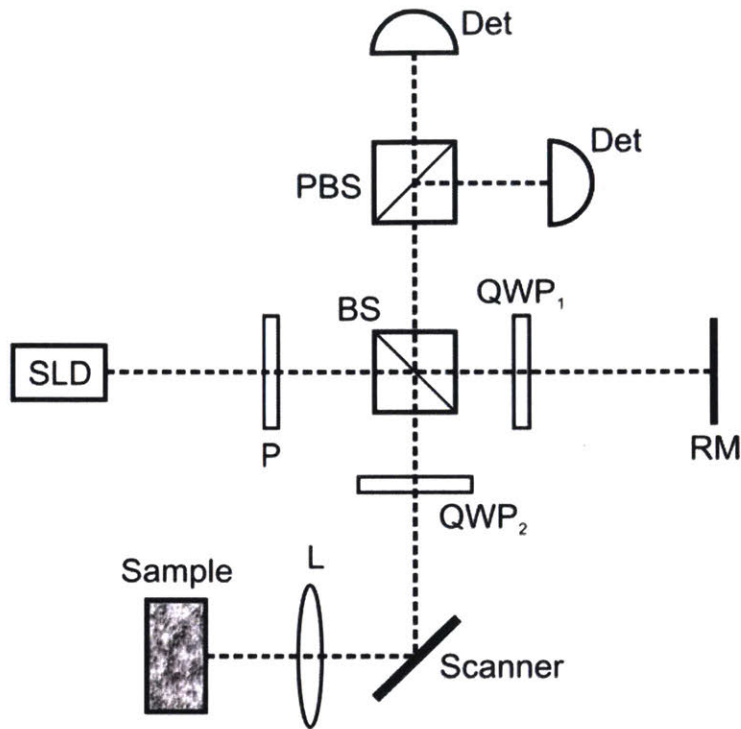 Det
Det
PBS
BS
QWP₁
SLD
P
RM
QWP₂
L
Sample
Scanner